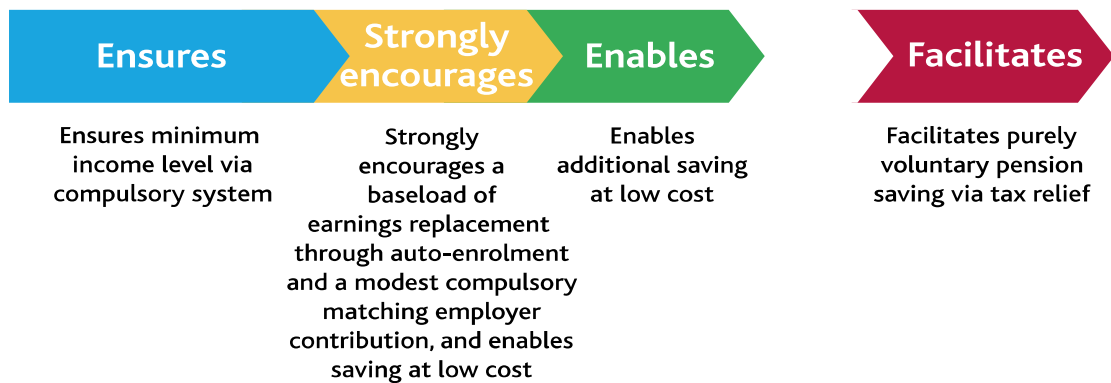 Ensures
Strongly
encourages
Enables
Facilitates
Ensures minimum
income level via
compulsory system
Strongly
encourages a
baseload of
earnings replacement
through auto-enrolment
and a modest compulsory
matching employer
contribution, and enables
saving at low cost
Enables
additional saving
at low cost
Facilitates purely
voluntary pension
saving via tax relief